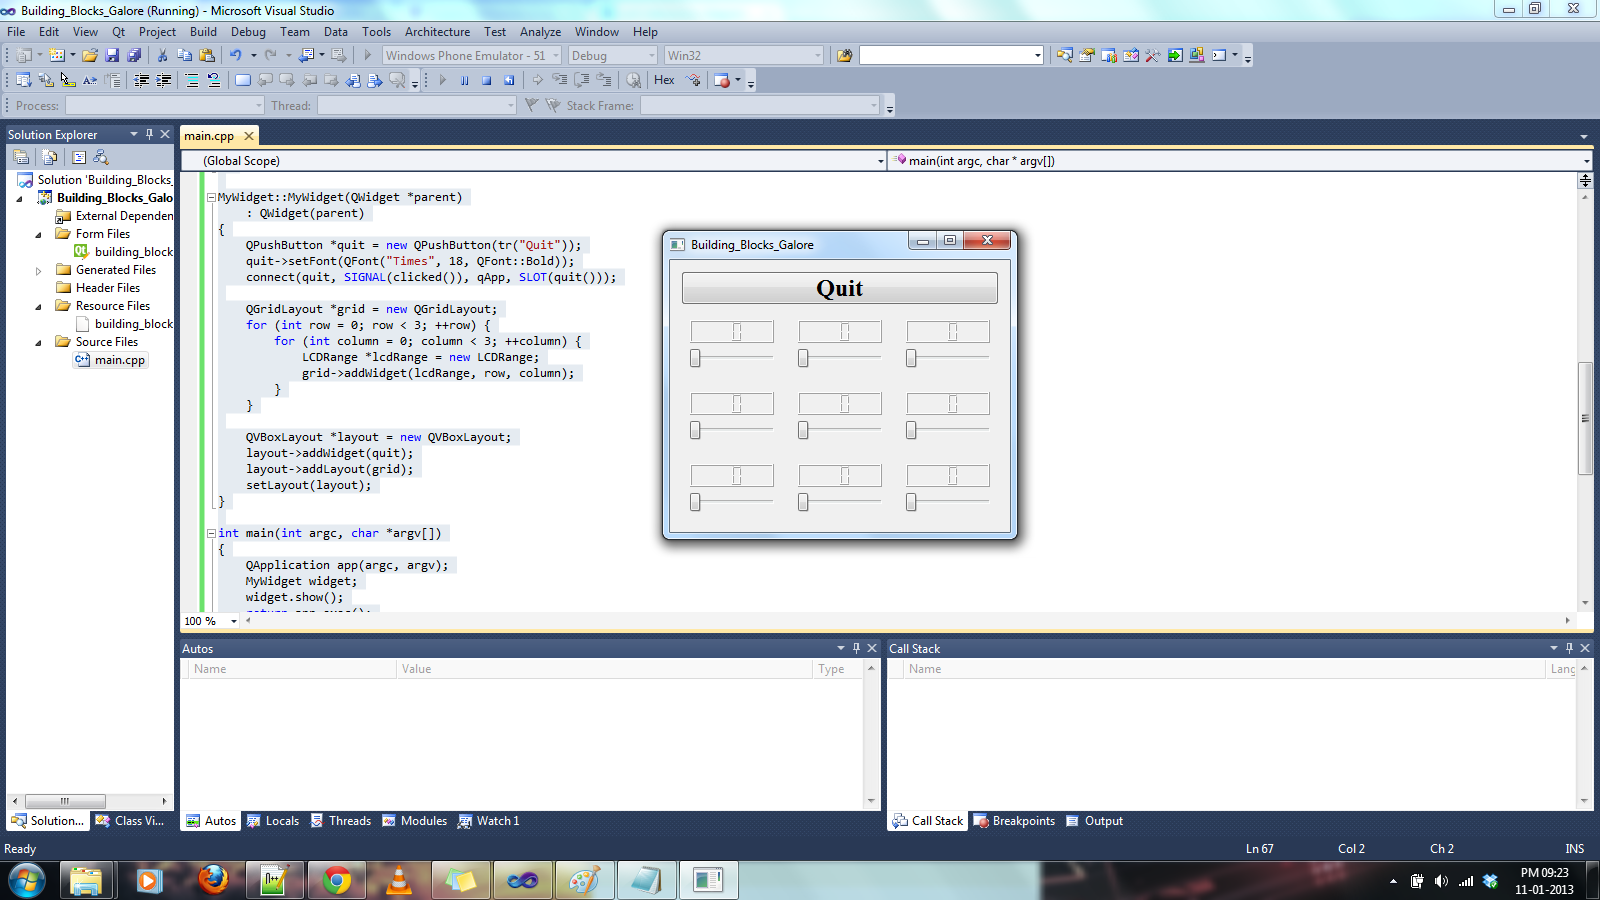 Building_Blocks_Galore (Running) - Microsoft Visual Studio
File Edit View Qt Project Build Debug Team Data Tools Architecture Test Analyze Window Help
Windows Phone Emulator - 51 Debug Win32
Hex
Process: Thread: Stack Frame:
Solution Explorer
main.cpp
(Global Scope) main(int argc, char * argv[])
Solution 'Building_Blocks_
Building_Blocks_Galo
External Dependen
Form Files
building_block
Generated Files
Header Files
Resource Files
building_block
Source Files
main.cpp
MyWidget::MyWidget(QWidget *parent)
: QWidget(parent)
{
QPushButton *quit = new QPushButton(tr("Quit"));
quit->setFont(QFont("Times", 18, QFont::Bold));
connect(quit, SIGNAL(clicked()), qApp, SLOT(quit()));
QGridLayout *grid = new QGridLayout;
for (int row = 0; row < 3; ++row) {
for (int column = 0; column < 3; ++column) {
LCDRange *lcdRange = new LCDRange;
grid->addWidget(lcdRange, row, column);
}
}
QVBoxLayout *layout = new QVBoxLayout;
layout->addWidget(quit);
layout->addLayout(grid);
setLayout(layout);
}
int main(int argc, char *argv[])
{
QApplication app(argc, argv);
MyWidget widget;
widget.show();
100 %
Building_Blocks_Galore
Quit
0 0 0
0 0 0
0 0 0
Autos
Name Value Type
Call Stack
Name Lang
Solution... Class Vi...
Autos Locals Threads Modules Watch 1
Call Stack Breakpoints Output
Ready Ln 67 Col 2 Ch 2 INS
PM 09:23
11-01-2013